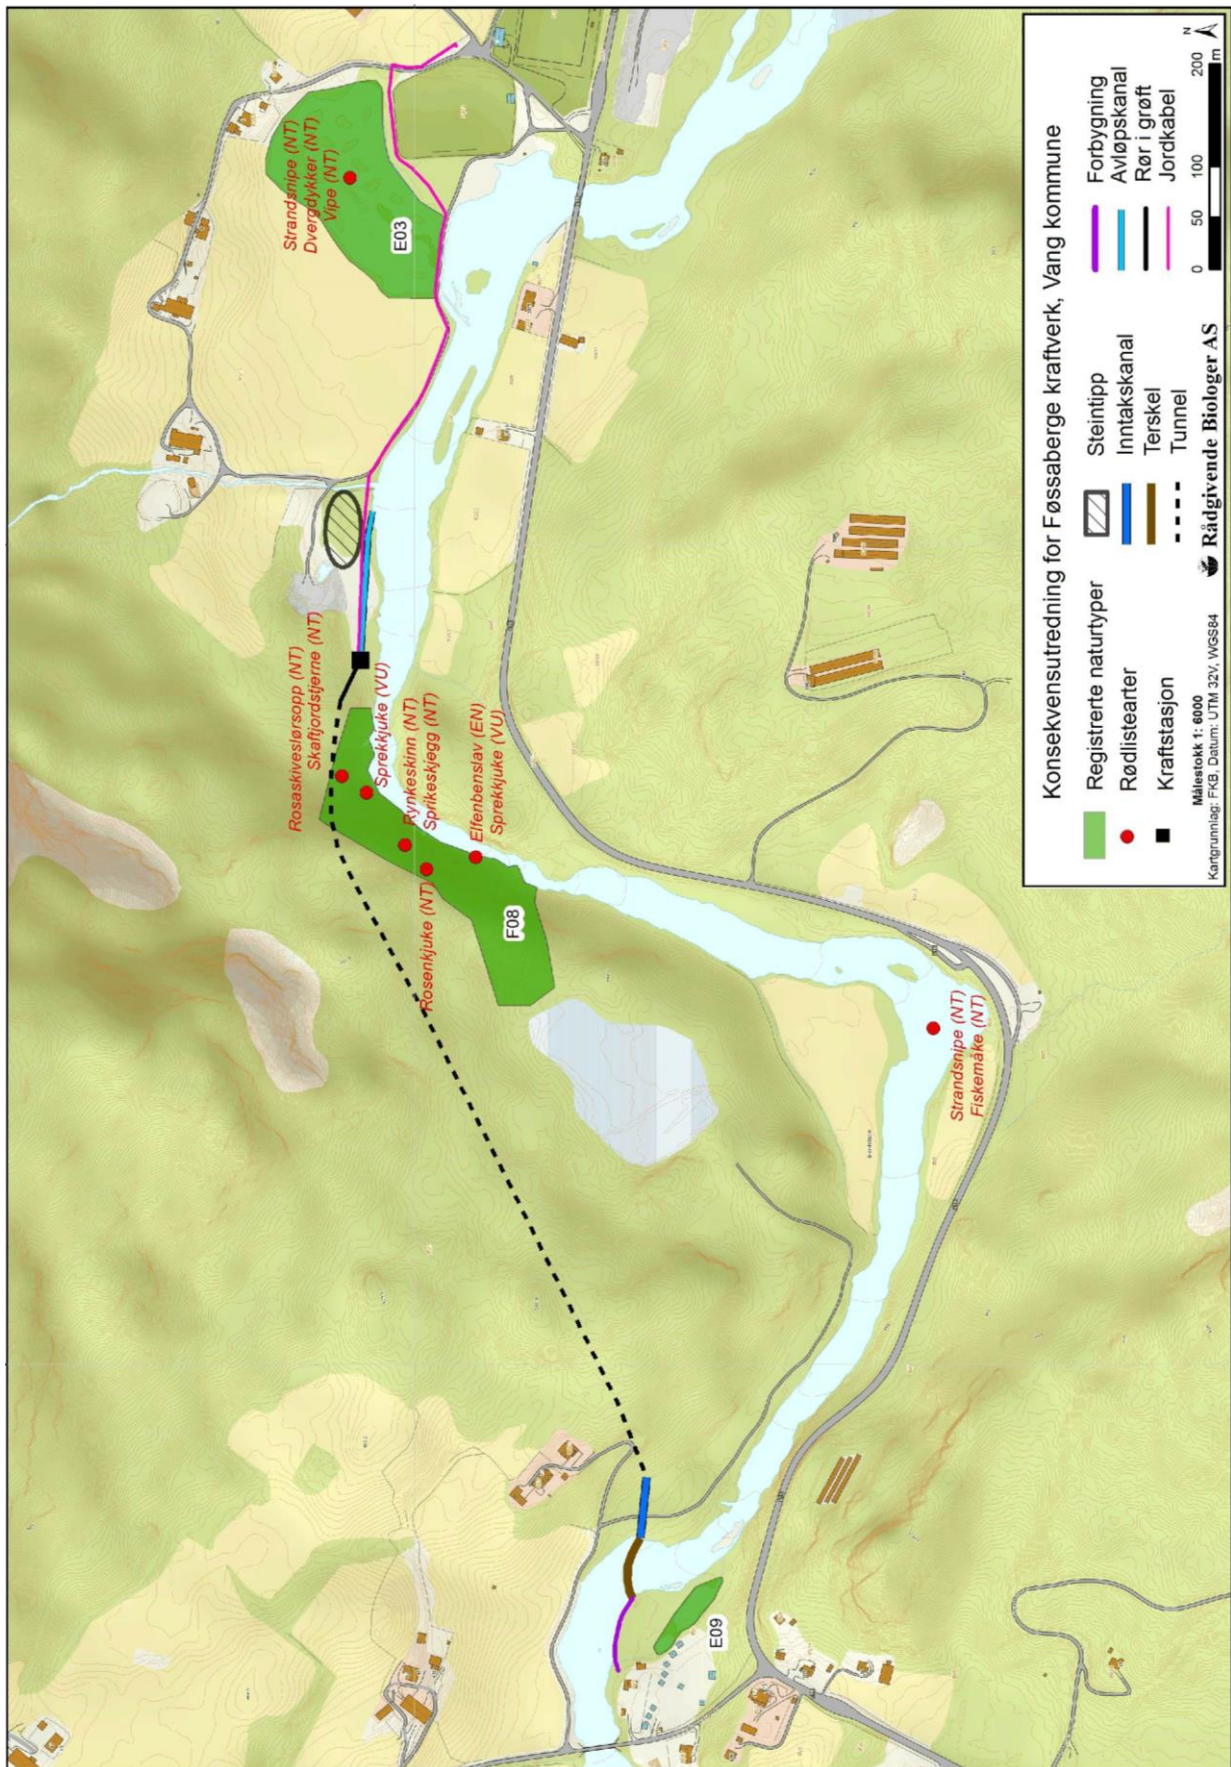 Strandsnipe (NT)
Dvergdykker (NT)
Vipe (NT)
E03
Rosaskiveslørsopp (NT)
Skaftjordstjerne (NT)
Sprekkjuke (VU)
Rynkeskinn (NT)
Sprikeskjegg (NT)
Elfenbenslav (EN)
Sprekkjuke (VU)
Rosenkjuke (NT)
F08
Strandsnipe (NT)
Fiskemåke (NT)
E09
Konsekvensutredning for Føssaberge kraftverk, Vang kommune
Registrerte naturtyper
Rødlistearter
Kraftstasjon
Steintipp
Inntakskanal
Terskel
Tunnel
Forbygning
Avløpskanal
Rør i grøft
Jordkabel
Målestokk 1: 6000
Kartgrunnlag: FKB, Datum: UTM 32V, WGS84
Rådgivende Biologer AS
0 50 100 200
m
N